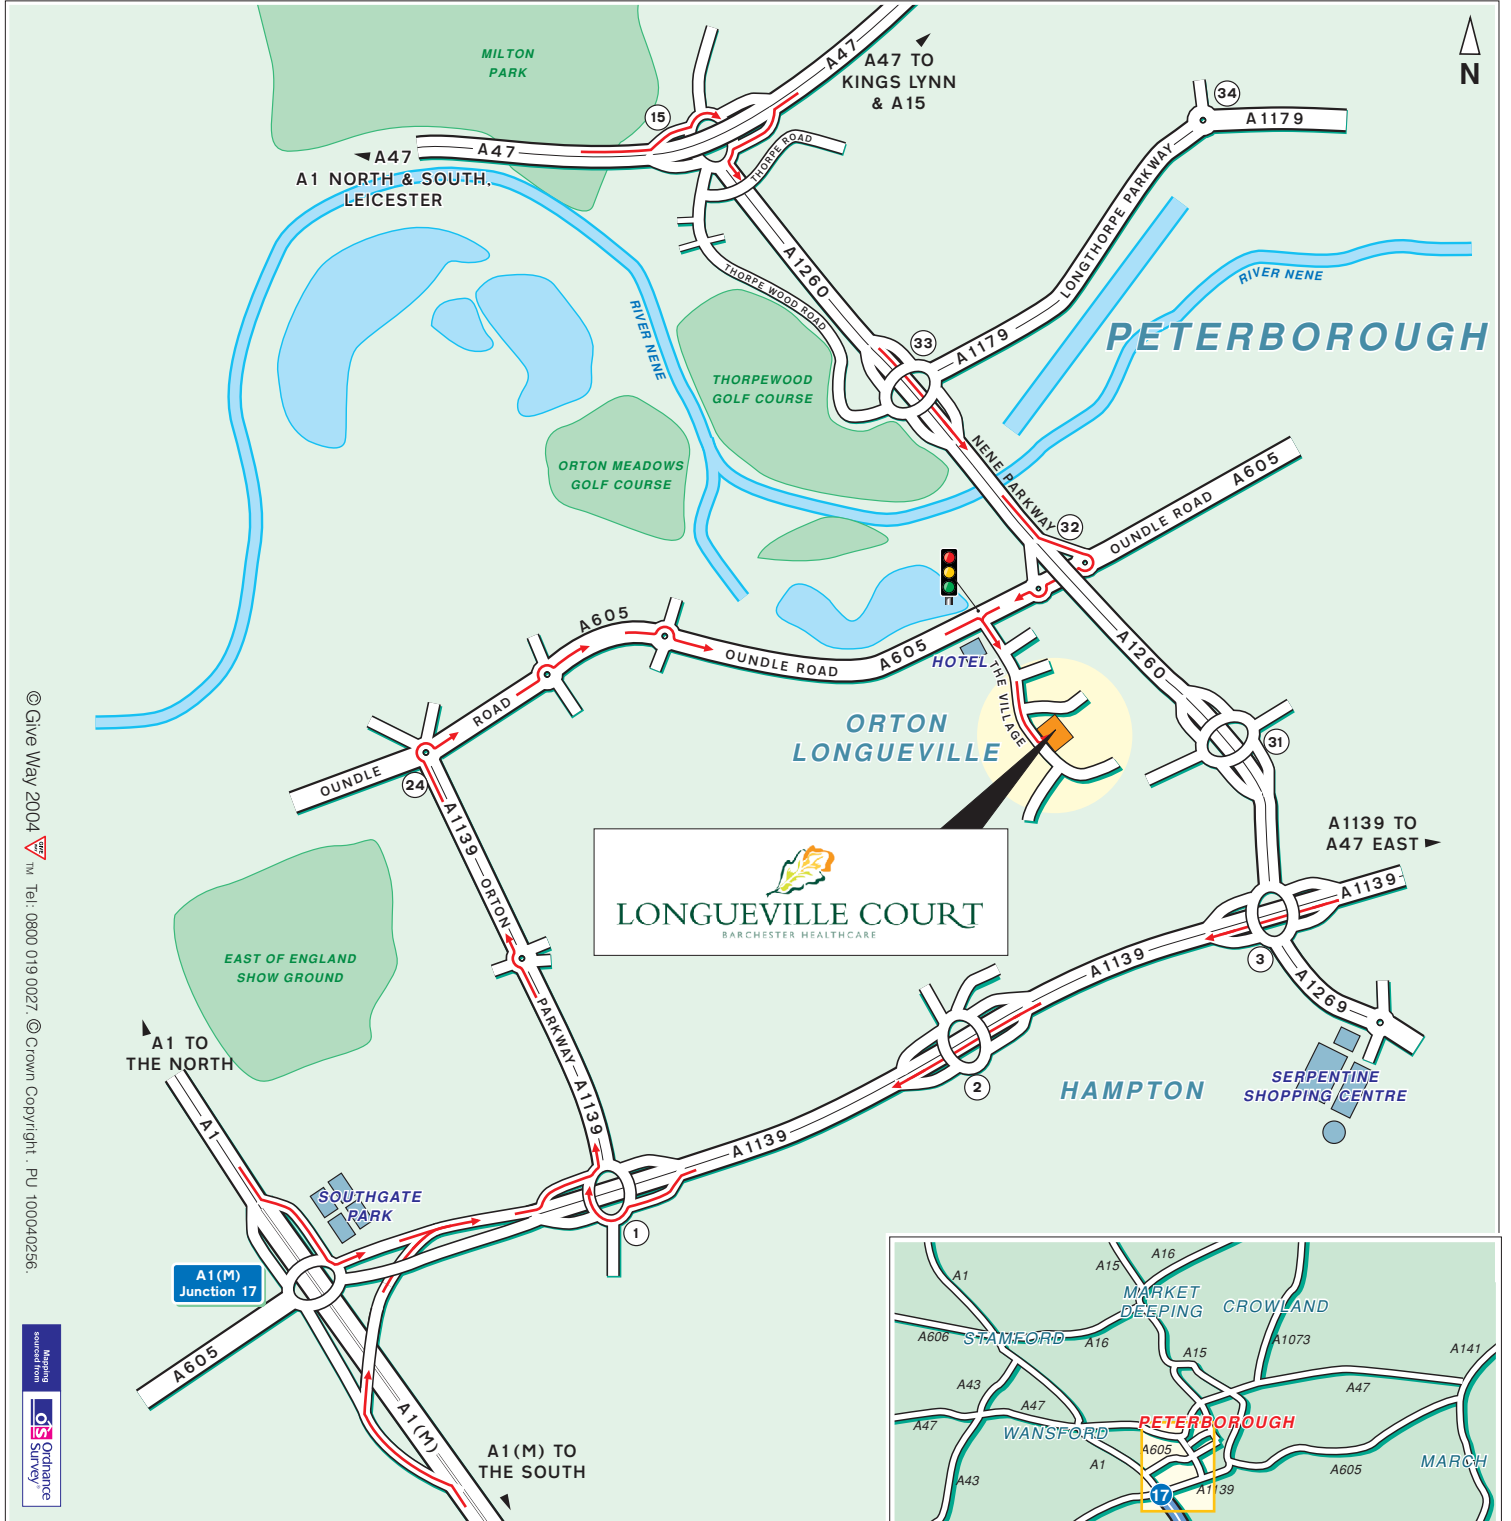 MILTON
PARK
A47
A47 TO
KINGS LYNN
& A15
N
15
34
A1179
A47
A47
A1 NORTH & SOUTH,
LEICESTER
THORPE ROAD
LONGTHORPE PARKWAY
A1260
THORPE WOOD ROAD
RIVER NENE
RIVER NENE
PETERBOROUGH
33
A1179
THORPEWOOD
GOLF COURSE
ORTON MEADOWS
GOLF COURSE
NENE PARKWAY
32
OUNDLE ROAD
A605
A605
OUNDLE ROAD
A605
HOTEL
THE VILLAGE
A1260
ORTON
LONGUEVILLE
31
ROAD
OUNDLE
24
A1139
ORTON
PARKWAY
A1139
LONGUEVILLE COURT
BARCHESTER HEALTHCARE
A1139 TO
A47 EAST
A1139
3
A1269
A1139
2
HAMPTON
SERPENTINE
SHOPPING CENTRE
EAST OF ENGLAND
SHOW GROUND
A1 TO
THE NORTH
A1
A1139
1
SOUTHGATE
PARK
A1(M)
Junction 17
A605
A1(M)
A1(M) TO
THE SOUTH
© Give Way 2004
GIVE WAY
TM Tel: 0800 019 0027. © Crown Copyright . PU 100040256.
Mapping
sourced from
OS
Ordnance
Survey®
A1
A15
A16
MARKET
DEEPING
CROWLAND
A606
STAMFORD
A16
A1073
A15
A141
A43
A47
A47
A47
WANSFORD
PETERBOROUGH
A605
A1
A605
MARCH
A43
17
A1139